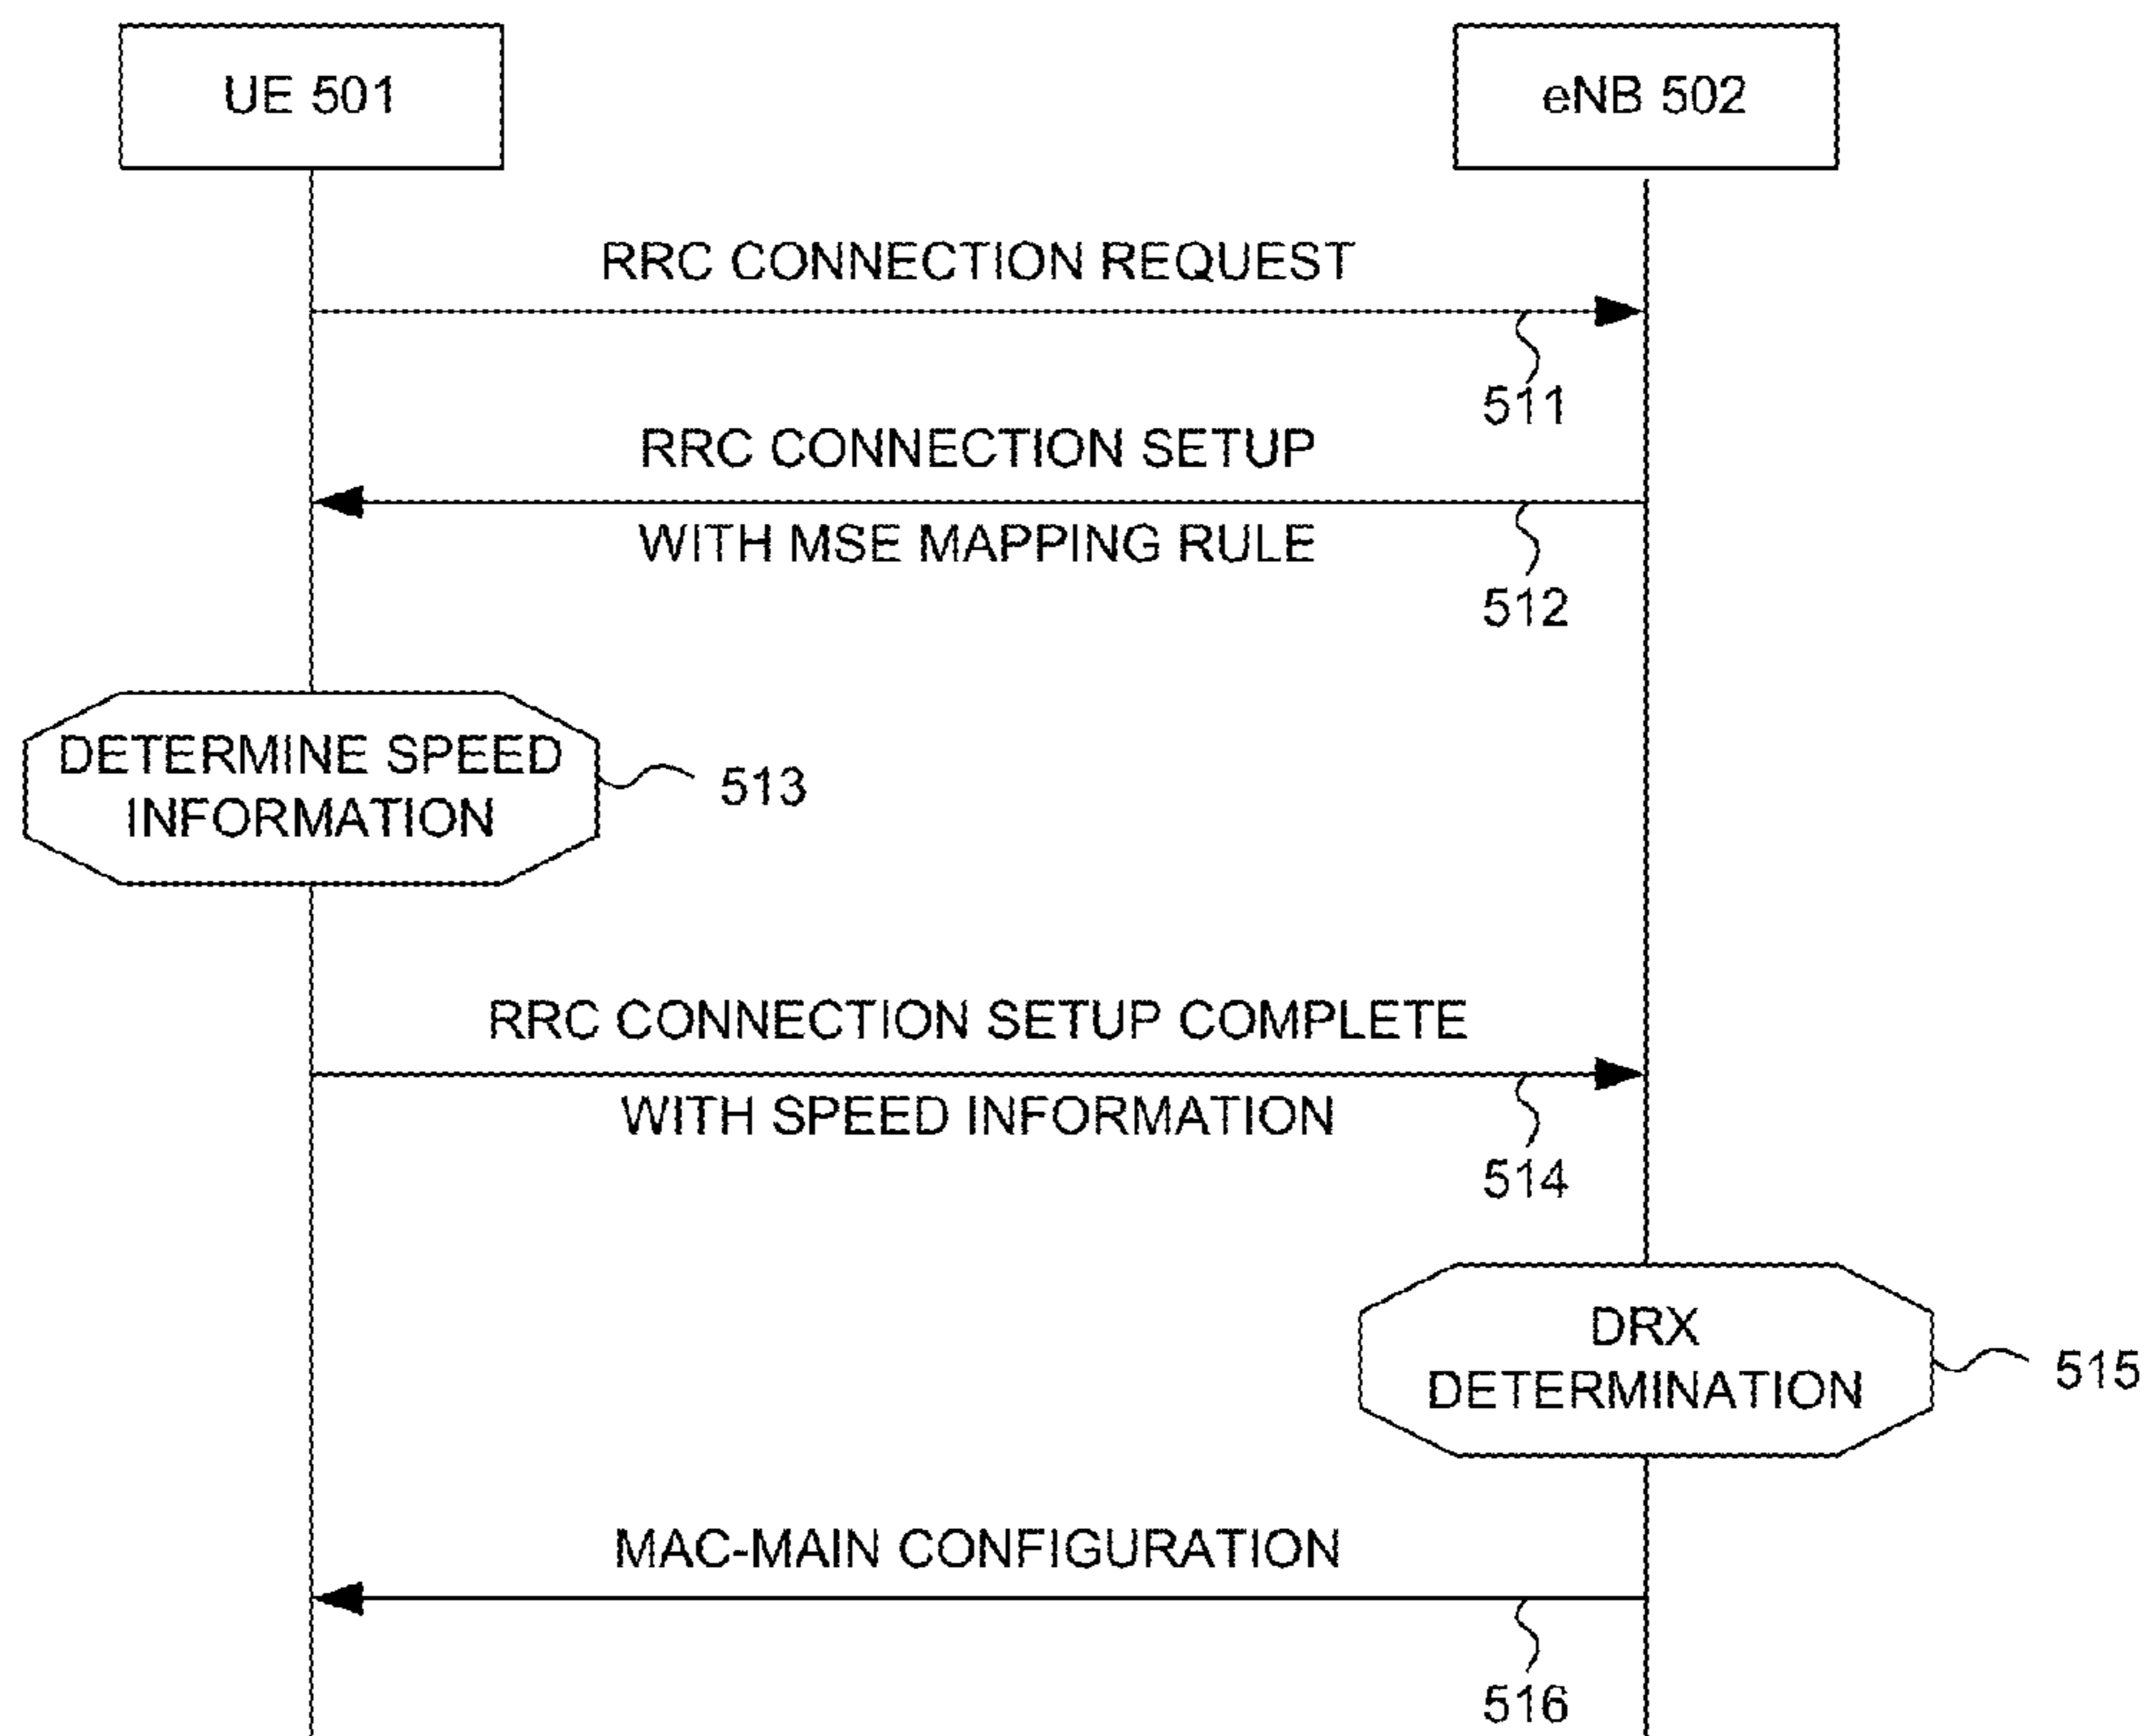 UE 501
eNB 502
RRC CONNECTION REQUEST
511
RRC CONNECTION SETUP
WITH MSE MAPPING RULE
512
DETERMINE SPEED
INFORMATION
513
RRC CONNECTION SETUP COMPLETE
WITH SPEED INFORMATION
514
DRX
DETERMINATION
515
MAC-MAIN CONFIGURATION
516